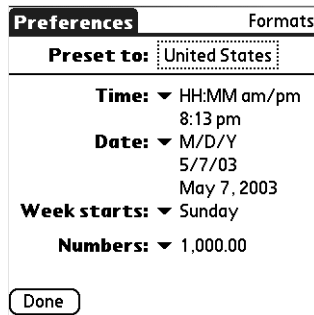 Preferences Formats
Preset to: United States
Time: HH:MM am/pm
8:13 pm
Date: M/D/Y
5/7/03
May 7, 2003
Week starts: Sunday
Numbers: 1,000.00
Done